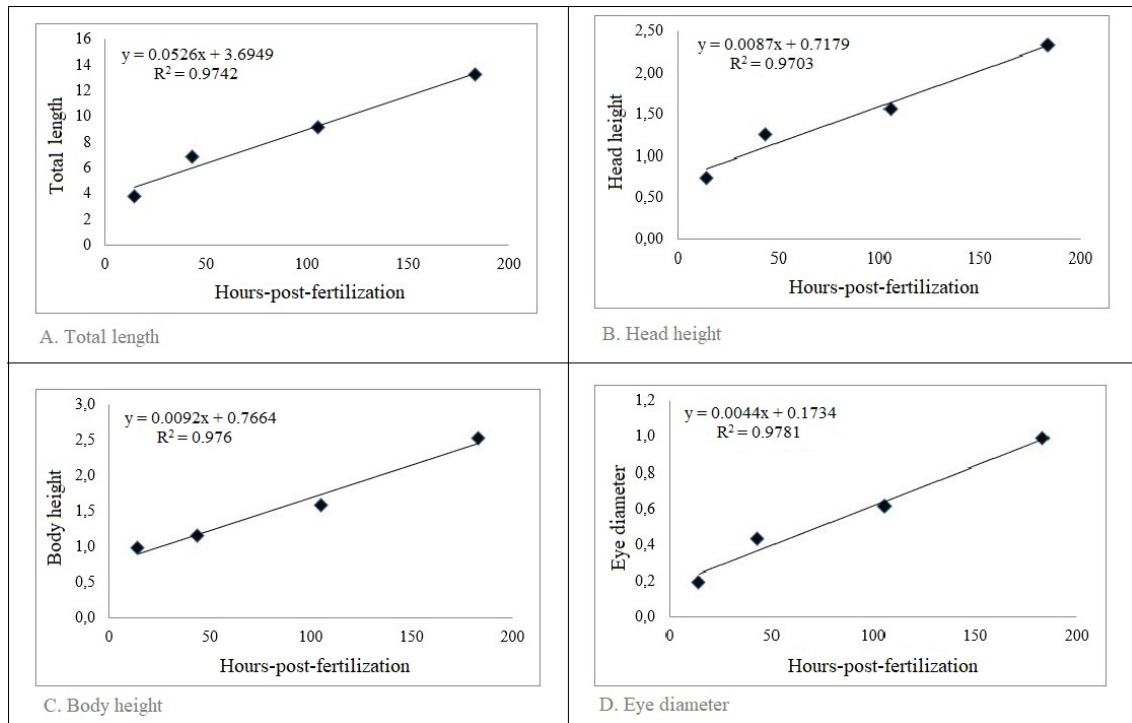 y = 0.0526x + 3.6949
R² = 0.9742
16
14
12
10
8
6
4
2
0
Total length
0 50 100 150 200
Hours-post-fertilization
A. Total length
y = 0.0087x + 0.7179
R² = 0.9703
2,50
2,00
1,50
1,00
0,50
0,00
Head height
0 50 100 150 200
Hours-post-fertilization
B. Head height
y = 0.0092x + 0.7664
R² = 0.976
3,0
2,5
2,0
1,5
1,0
0,5
0,0
Body height
0 50 100 150 200
Hours-post-fertilization
C. Body height
y = 0.0044x + 0.1734
R² = 0.9781
1,2
1,0
0,8
0,6
0,4
0,2
0,0
Eye diameter
0 50 100 150 200
Hours-post-fertilization
D. Eye diameter